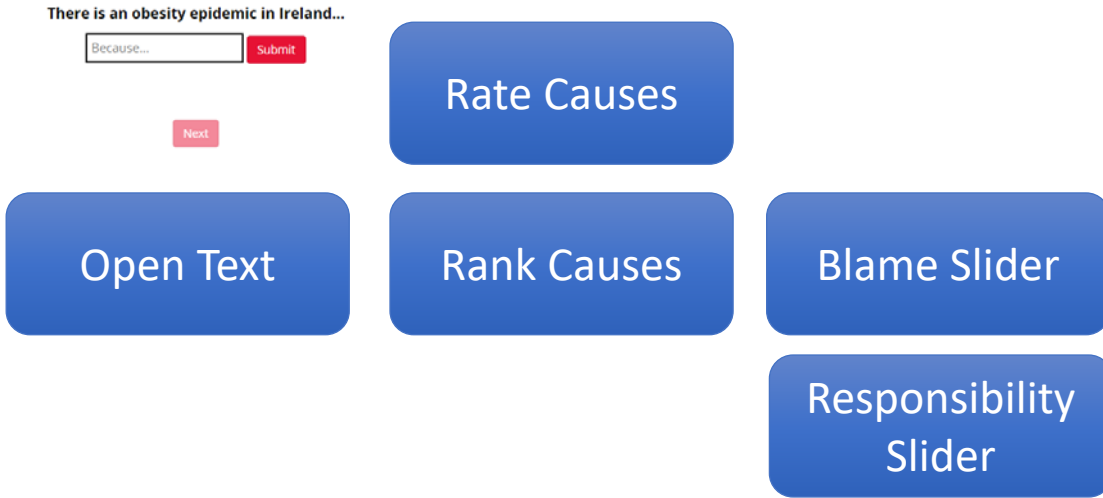 There is an obesity epidemic in Ireland...
Because...
Submit
Next
Rate Causes
Open Text
Rank Causes
Blame Slider
Responsibility
Slider